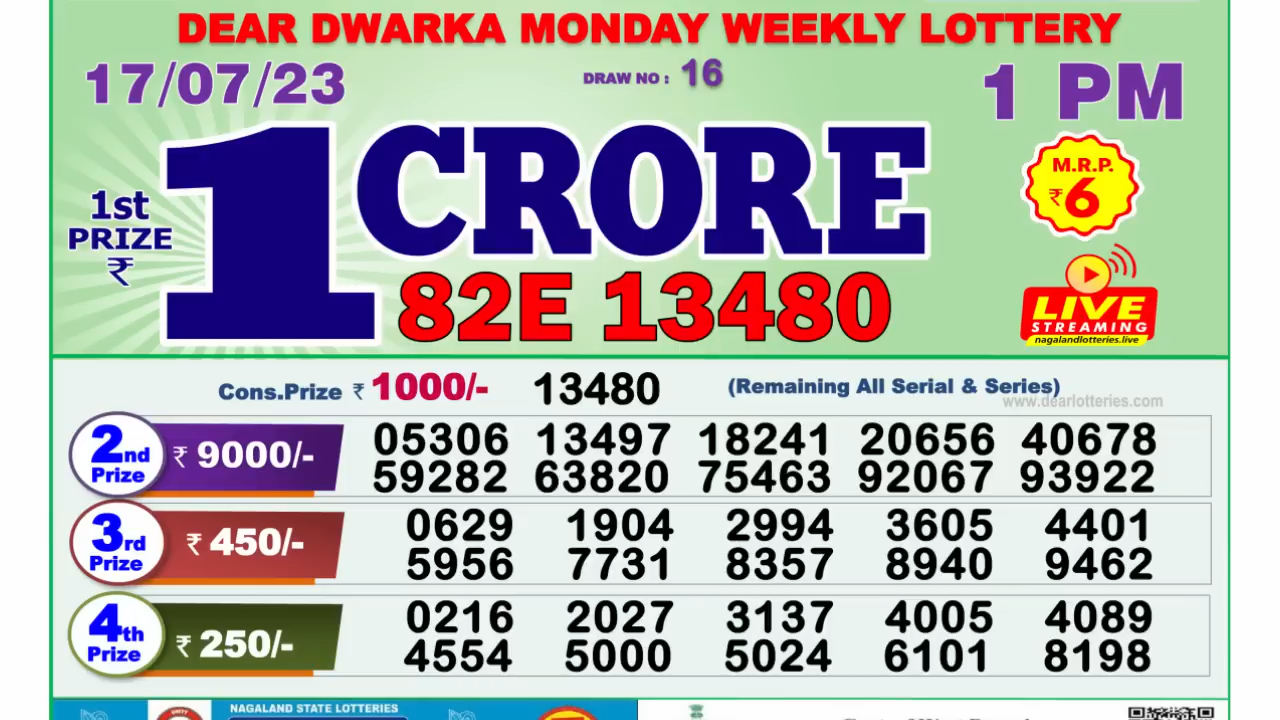 DEAR DWARKA MONDAY WEEKLY LOTTERY
17/07/23 DRAW NO : 16 1 PM
1st PRIZE ₹ 1 CRORE
82E 13480
M.R.P. ₹ 6
LIVE
STREAMING
nagalandlotteries.live
Cons.Prize ₹ 1000/- 13480 (Remaining All Serial & Series)
www.dearlotteries.com
2nd Prize ₹ 9000/-
05306 13497 18241 20656 40678
59282 63820 75463 92067 93922
3rd Prize ₹ 450/-
0629 1904 2994 3605 4401
5956 7731 8357 8940 9462
4th Prize ₹ 250/-
0216 2027 3137 4005 4089
4554 5000 5024 6101 8198
NAGALAND STATE LOTTERIES